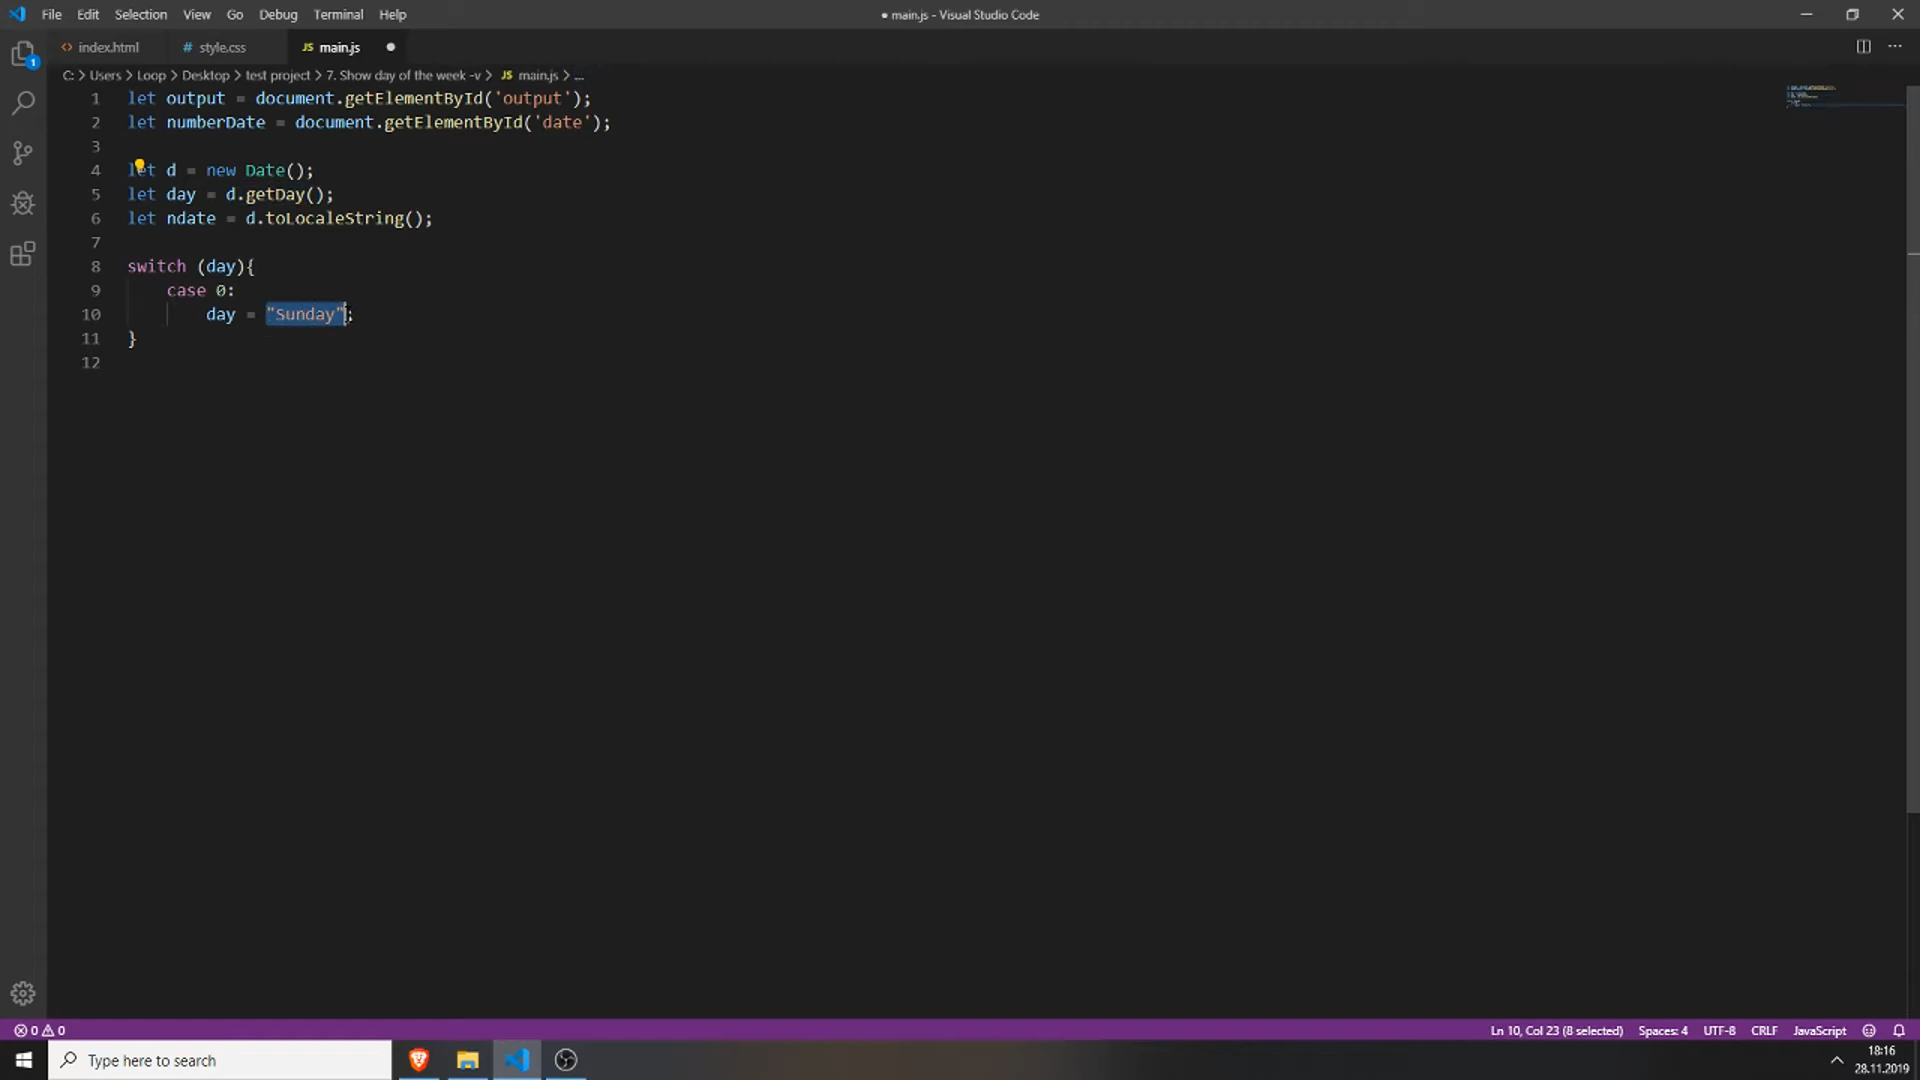 File Edit Selection View Go Debug Terminal Help
● main.js - Visual Studio Code
<> index.html
# style.css
JS main.js ●
C: > Users > Loop > Desktop > test project > 7. Show day of the week -v > JS main.js > ...
1 let output = document.getElementById('output');
2 let numberDate = document.getElementById('date');
3
4 let d = new Date();
5 let day = d.getDay();
6 let ndate = d.toLocaleString();
7
8 switch (day){
9 case 0:
10 day = "Sunday";
11 }
12
1
0 0
Ln 10, Col 23 (8 selected) Spaces: 4 UTF-8 CRLF JavaScript
Type here to search
18:16
28.11.2019